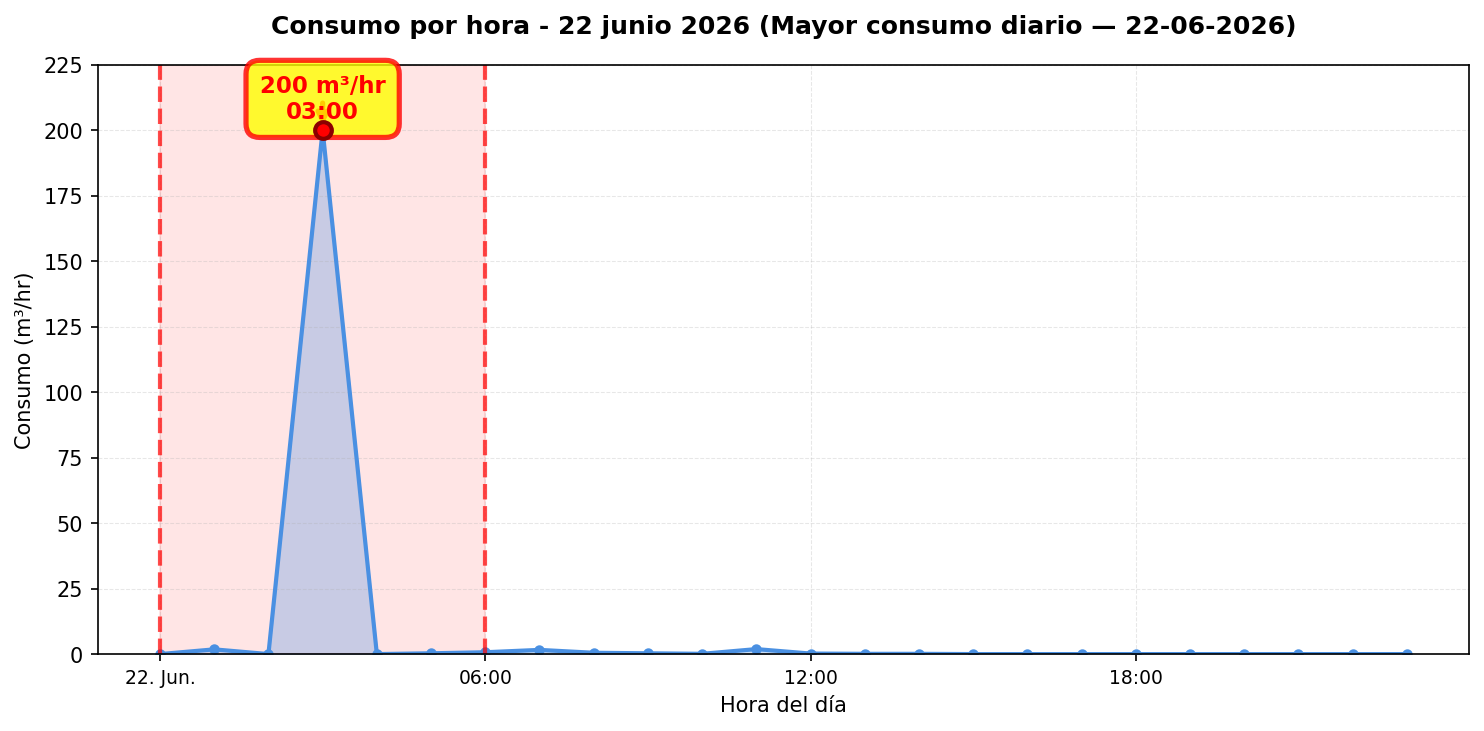 Consumo por hora - 22 junio 2026 (Mayor consumo diario — 22-06-2026)
200 m³/hr
03:00
Consumo (m³/hr)
225
200
175
150
125
100
75
50
25
0
22. Jun.
06:00
12:00
18:00
Hora del día